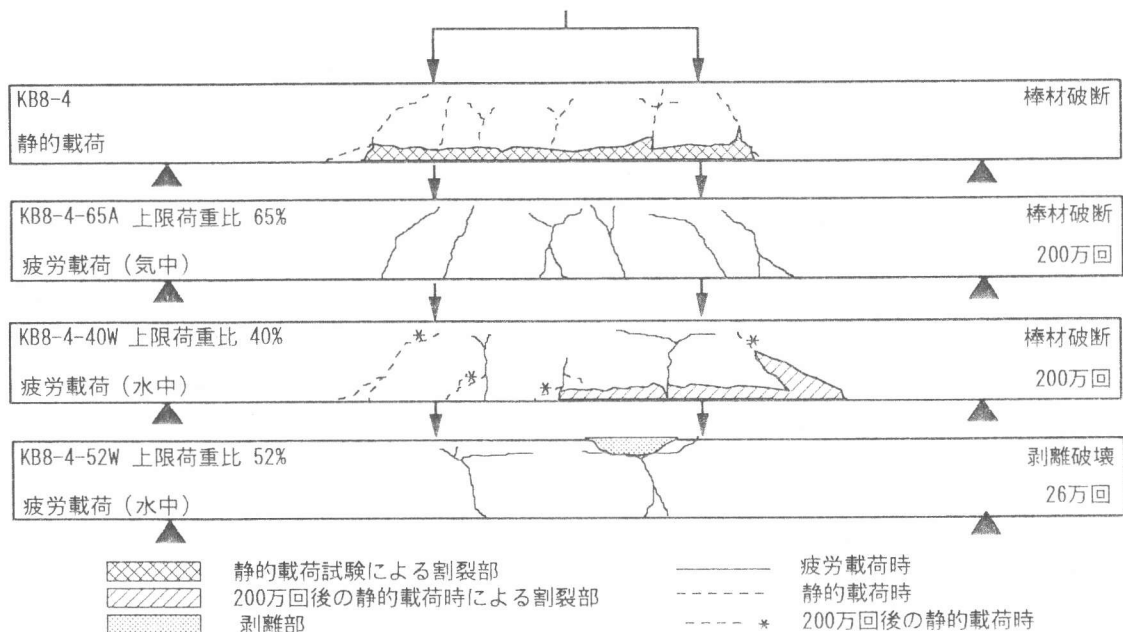 KB8-4
棒材破断
静的載荷
KB8-4-65A 上限荷重比 65%
棒材破断
疲労載荷(気中)
200万回
KB8-4-40W 上限荷重比 40%
棒材破断
疲労載荷(水中)
200万回
KB8-4-52W 上限荷重比 52%
剥離破壊
疲労載荷(水中)
26万回
静的載荷試験による割裂部
200万回後の静的載荷時による割裂部
剥離部
疲労載荷時
静的載荷時
* 200万回後の静的載荷時